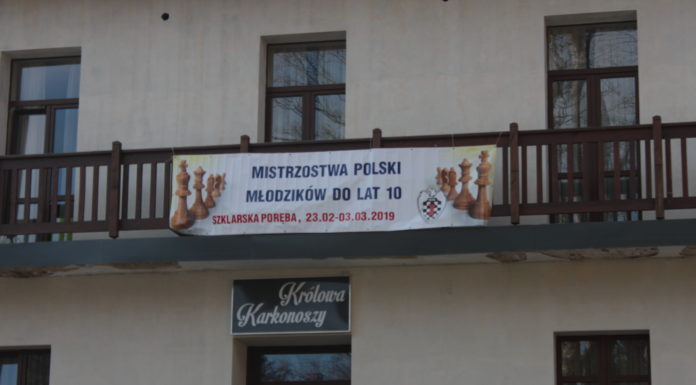 MISTRZOSTWA POLSKI
MŁODZIKÓW DO LAT 10
SZKLARSKA PORĘBA, 23.02-03.03.2019
Królowa
Karkonoszy